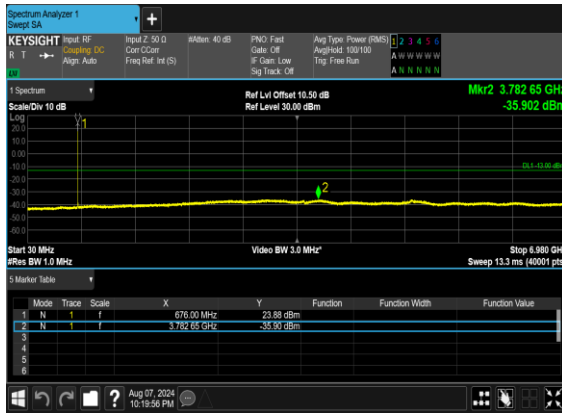 Spectrum Analyzer 1
Swept SA
KEYSIGHT
R T
Input: RF
Coupling: DC
Align: Auto
Input Z: 50 Ω
Corr CCorr
Freq Ref: Int (S)
#Atten: 40 dB
PNO: Fast
Gate: Off
IF Gain: Low
Sig Track: Off
Avg Type: Power (RMS)
Avg|Hold: 100/100
Trig: Free Run
1 2 3 4 5 6
A W W W W W
A N N N N N
1 Spectrum
Scale/Div 10 dB
Ref Lvl Offset 10.50 dB
Ref Level 30.00 dBm
Mkr2 3.782 65 GHz
-35.902 dBm
Log
20.0
10.0
0.00
-10.0
-20.0
-30.0
-40.0
-50.0
-60.0
1
2
DL1 -13.00 dBm
Start 30 MHz
#Res BW 1.0 MHz
Video BW 3.0 MHz*
Stop 6.980 GHz
Sweep 13.3 ms (40001 pts)
5 Marker Table
Mode Trace Scale X Y Function Function Width Function Value
1 N 1 f 676.00 MHz 23.88 dBm
2 N 1 f 3.782 65 GHz -35.90 dBm
3
4
5
6
?
Aug 07, 2024
10:19:56 PM